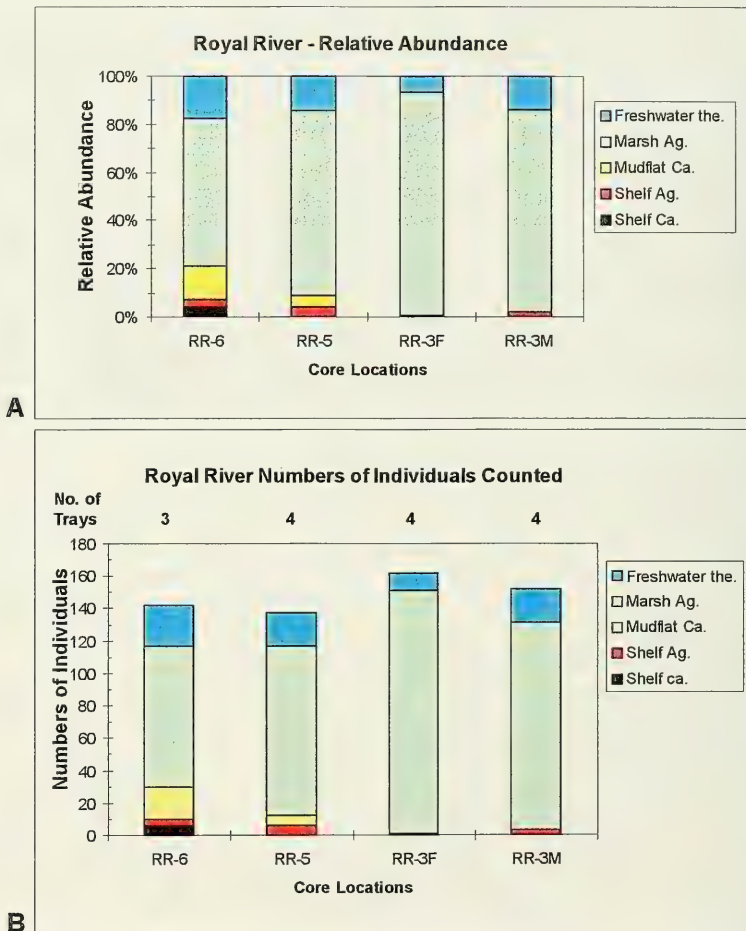 Royal River - Relative Abundance
Relative Abundance
100%
80%
60%
40%
20%
0%
RR-6 RR-5 RR-3F RR-3M
Core Locations
Freshwater the.
Marsh Ag.
Mudflat Ca.
Shelf Ag.
Shelf Ca.
A
Royal River Numbers of Individuals Counted
No. of
Trays 3 4 4 4
Numbers of Individuals
180
160
140
120
100
80
60
40
20
0
RR-6 RR-5 RR-3F RR-3M
Core Locations
Freshwater the.
Marsh Ag.
Mudflat Ca.
Shelf Ag.
Shelf ca.
B